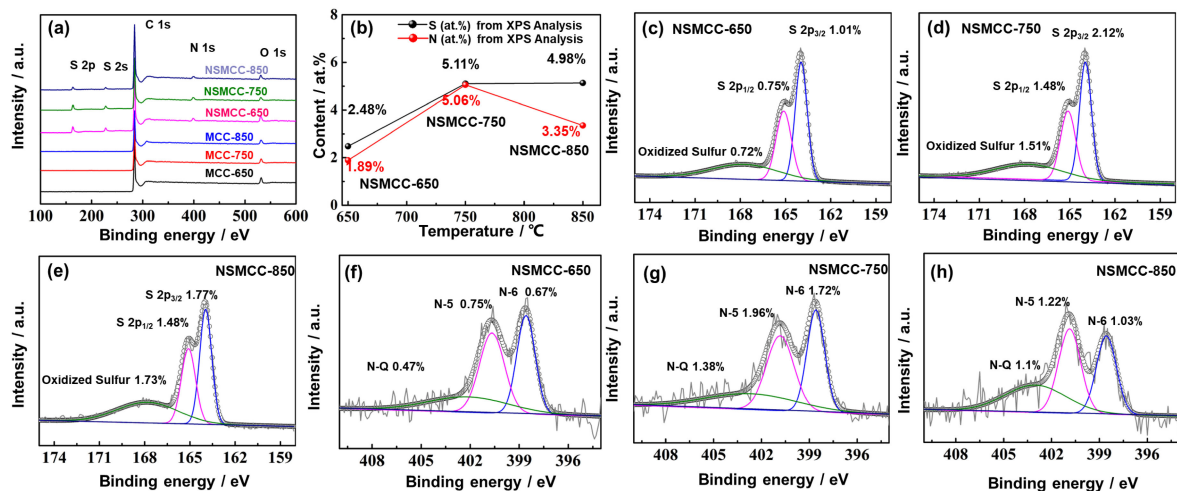 (a)
C 1s
N 1s
O 1s
S 2p
S 2s
NSMCC-850
NSMCC-750
NSMCC-650
MCC-850
MCC-750
MCC-650
Intensity / a.u.
100 200 300 400 500 600
Binding energy / eV
(b)
S (at.%) from XPS Analysis
N (at.%) from XPS Analysis
5.11%
4.98%
2.48%
5.06%
NSMCC-750
3.35%
1.89%
NSMCC-850
NSMCC-650
Content / at.%
8
6
4
2
0
650 700 750 800 850
Temperature / ℃
(c)
NSMCC-650
S 2p3/2 1.01%
S 2p1/2 0.75%
Oxidized Sulfur 0.72%
Intensity / a.u.
174 171 168 165 162 159
Binding energy / eV
(d)
NSMCC-750
S 2p3/2 2.12%
S 2p1/2 1.48%
Oxidized Sulfur 1.51%
Intensity / a.u.
174 171 168 165 162 159
Binding energy / eV
(e)
NSMCC-850
S 2p3/2 1.77%
S 2p1/2 1.48%
Oxidized Sulfur 1.73%
Intensity / a.u.
174 171 168 165 162 159
Binding energy / eV
(f)
NSMCC-650
N-5 0.75%
N-6 0.67%
N-Q 0.47%
Intensity / a.u.
408 405 402 399 396
Binding energy / eV
(g)
NSMCC-750
N-6 1.72%
N-5 1.96%
N-Q 1.38%
Intensity / a.u.
408 405 402 399 396
Binding energy / eV
(h)
NSMCC-850
N-5 1.22%
N-6 1.03%
N-Q 1.1%
Intensity / a.u.
408 405 402 399 396
Binding energy / eV